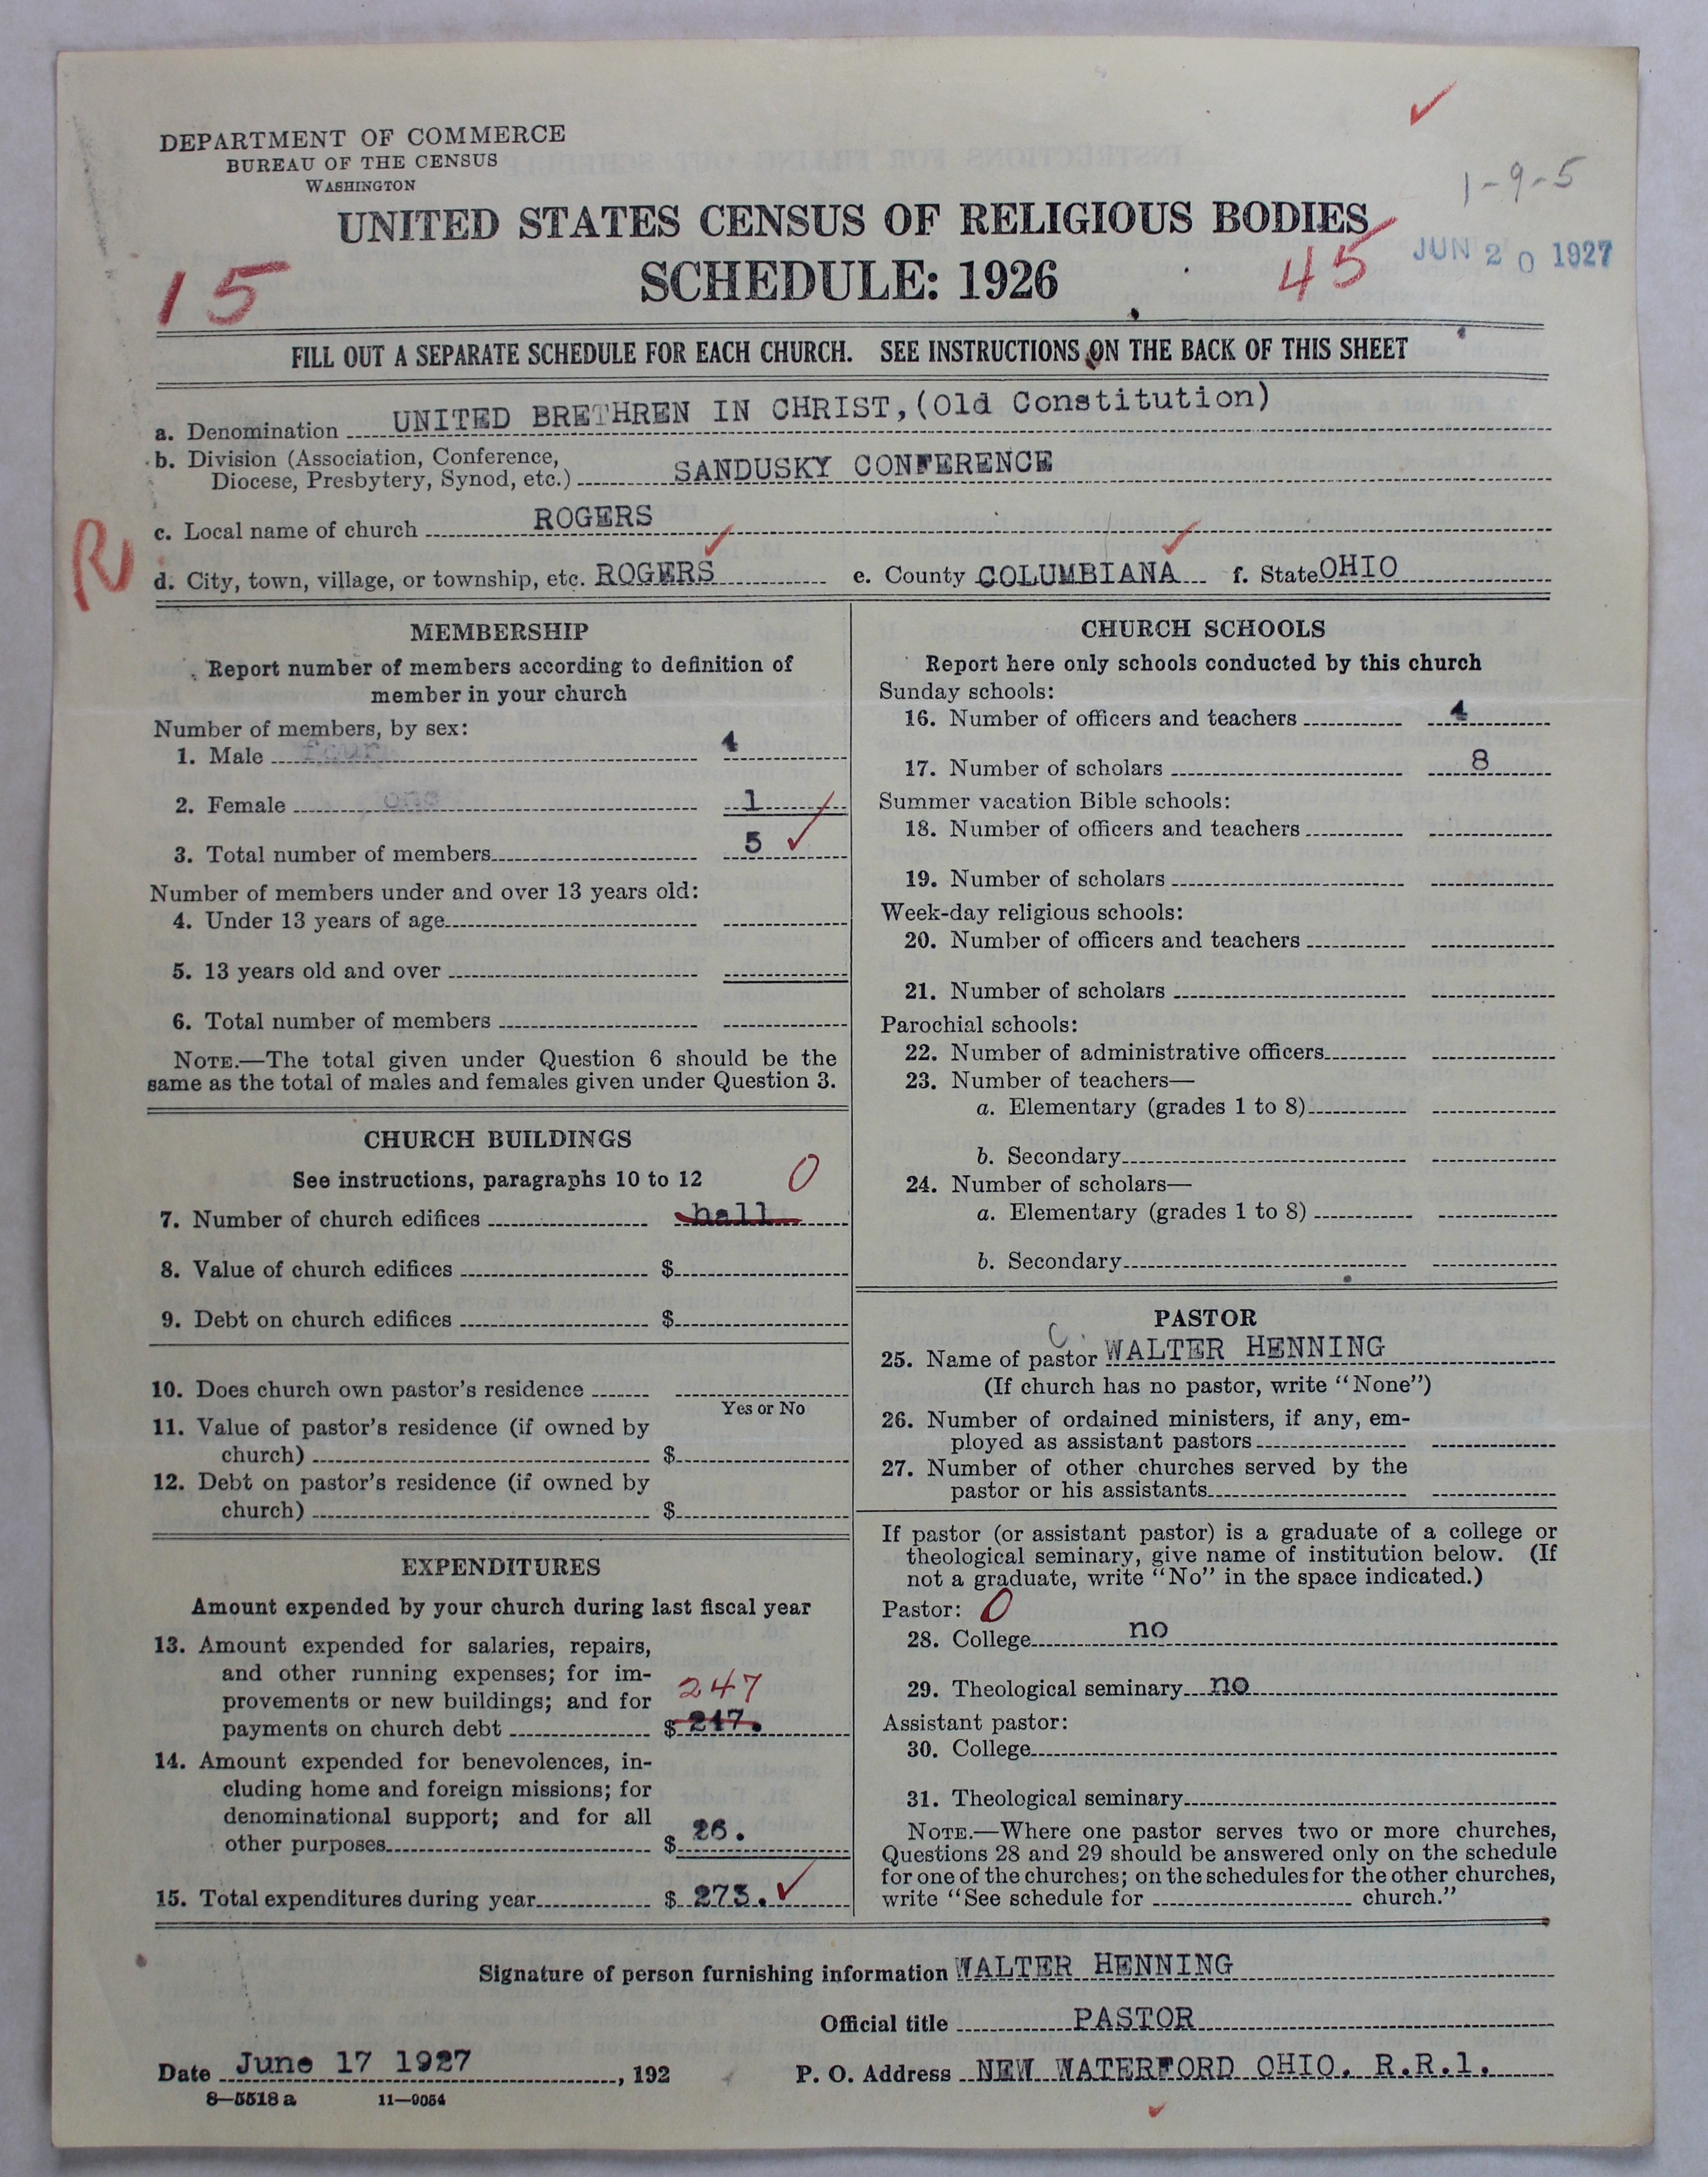 DEPARTMENT OF COMMERCE
BUREAU OF THE CENSUS
WASHINGTON
1-9-5
UNITED STATES CENSUS OF RELIGIOUS BODIES
SCHEDULE: 1926
15
45
JUN 20 1927
FILL OUT A SEPARATE SCHEDULE FOR EACH CHURCH. SEE INSTRUCTIONS ON THE BACK OF THIS SHEET
a. Denomination UNITED BRETHREN IN CHRIST,(Old Constitution)
b. Division (Association, Conference,
Diocese, Presbytery, Synod, etc.) SANDUSKY CONFERENCE
c. Local name of church ROGERS
R
d. City, town, village, or township, etc. ROGERS e. County COLUMBIANA f. State OHIO
MEMBERSHIP
Report number of members according to definition of
member in your church
Number of members, by sex:
1. Male four 4
2. Female one 1
3. Total number of members 5
Number of members under and over 13 years old:
4. Under 13 years of age
5. 13 years old and over
6. Total number of members
NOTE.—The total given under Question 6 should be the
same as the total of males and females given under Question 3.
CHURCH BUILDINGS
See instructions, paragraphs 10 to 12 0
7. Number of church edifices hall
8. Value of church edifices $
9. Debt on church edifices $
10. Does church own pastor's residence
Yes or No
11. Value of pastor's residence (if owned by
church) $
12. Debt on pastor's residence (if owned by
church) $
EXPENDITURES
Amount expended by your church during last fiscal year
13. Amount expended for salaries, repairs,
and other running expenses; for im-
provements or new buildings; and for 247
payments on church debt $ 247.
14. Amount expended for benevolences, in-
cluding home and foreign missions; for
denominational support; and for all
other purposes $ 26.
15. Total expenditures during year $ 273.
CHURCH SCHOOLS
Report here only schools conducted by this church
Sunday schools:
16. Number of officers and teachers 4
17. Number of scholars 8
Summer vacation Bible schools:
18. Number of officers and teachers
19. Number of scholars
Week-day religious schools:
20. Number of officers and teachers
21. Number of scholars
Parochial schools:
22. Number of administrative officers
23. Number of teachers—
a. Elementary (grades 1 to 8)
b. Secondary
24. Number of scholars—
a. Elementary (grades 1 to 8)
b. Secondary
PASTOR
25. Name of pastor C. WALTER HENNING
(If church has no pastor, write "None")
26. Number of ordained ministers, if any, em-
ployed as assistant pastors
27. Number of other churches served by the
pastor or his assistants
If pastor (or assistant pastor) is a graduate of a college or
theological seminary, give name of institution below. (If
not a graduate, write "No" in the space indicated.)
Pastor: 0
28. College no
29. Theological seminary no
Assistant pastor:
30. College
31. Theological seminary
NOTE.—Where one pastor serves two or more churches,
Questions 28 and 29 should be answered only on the schedule
for one of the churches; on the schedules for the other churches,
write "See schedule for church."
Signature of person furnishing information WALTER HENNING
Official title PASTOR
Date June 17 1927, 192 P. O. Address NEW WATERFORD OHIO. R.R.1.
8—5518 a 11—9054